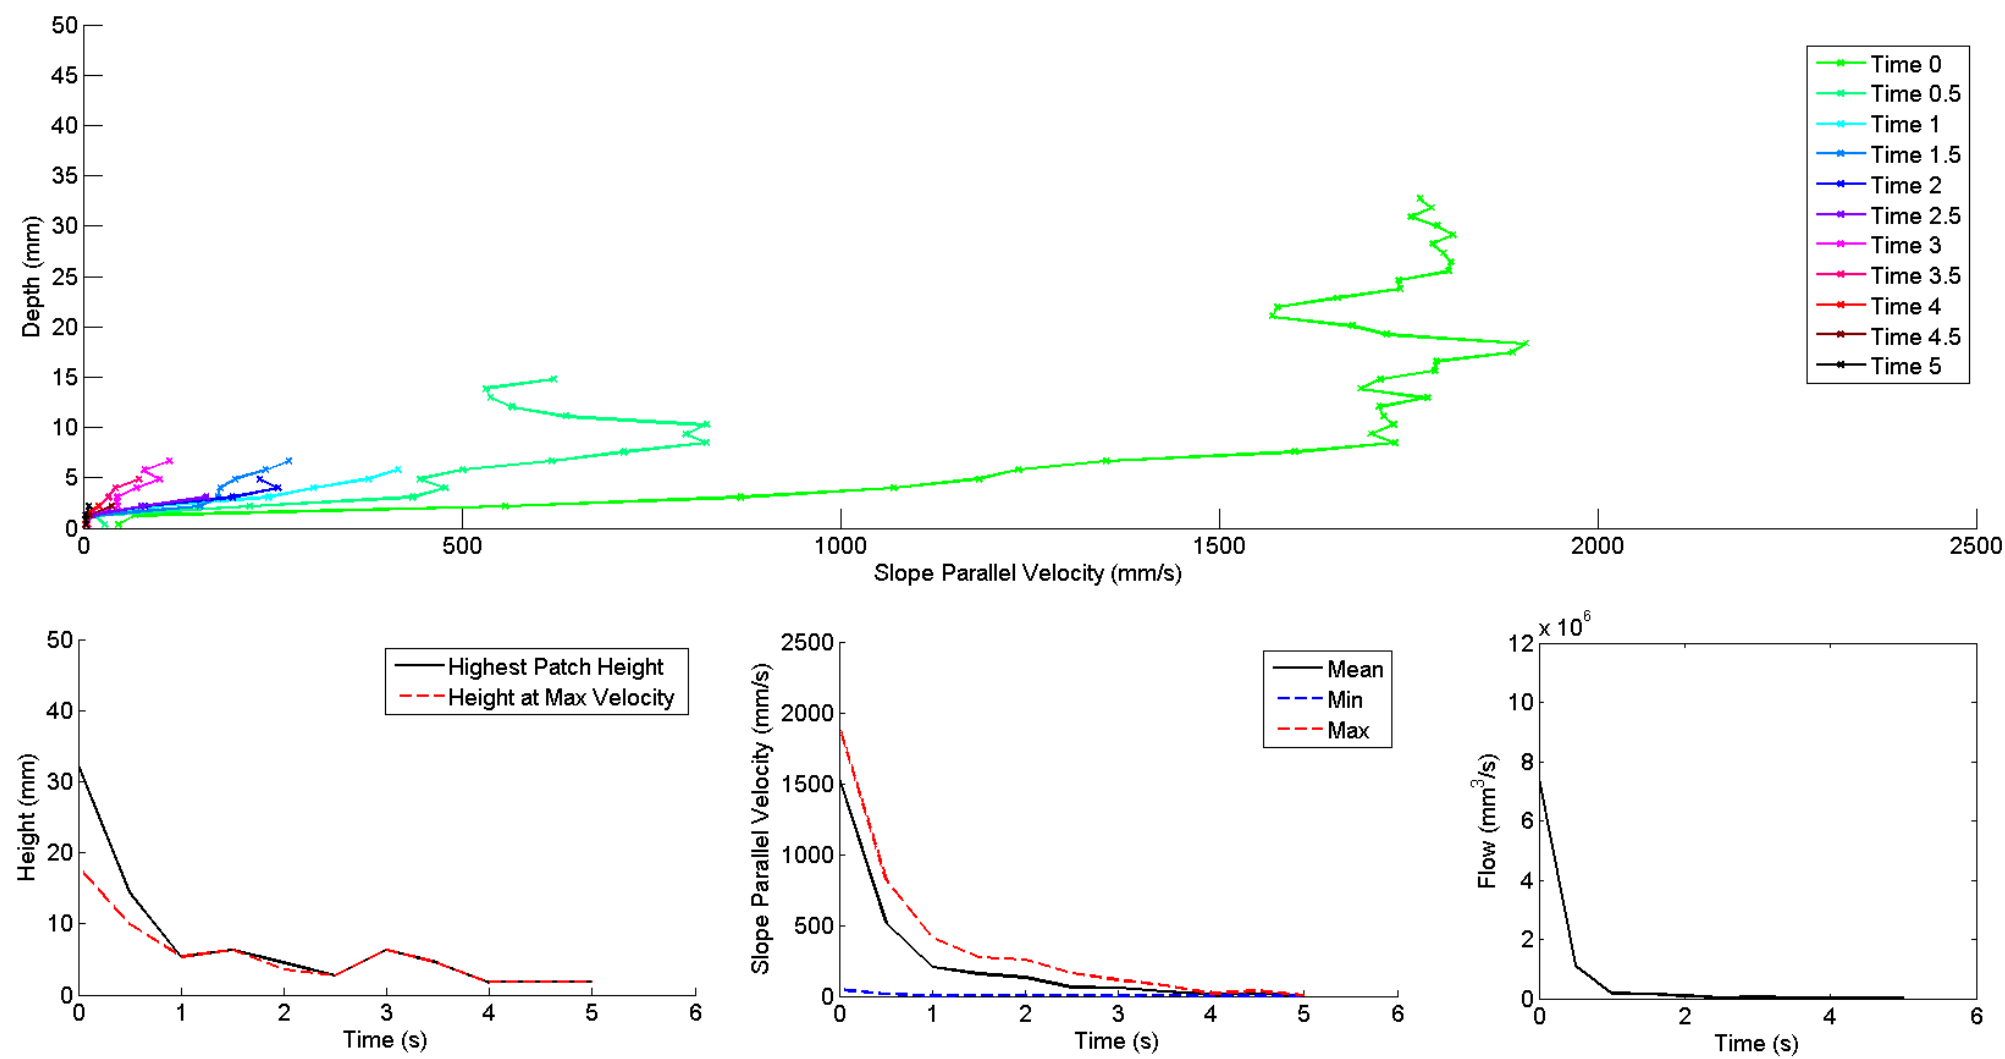 50
45
40
35
30
25
20
15
10
5
0
Depth (mm)
0 500 1000 1500 2000 2500
Slope Parallel Velocity (mm/s)
Time 0
Time 0.5
Time 1
Time 1.5
Time 2
Time 2.5
Time 3
Time 3.5
Time 4
Time 4.5
Time 5
50
40
30
20
10
0
Height (mm)
Highest Patch Height
Height at Max Velocity
0 1 2 3 4 5 6
Time (s)
2500
2000
1500
1000
500
0
Slope Parallel Velocity (mm/s)
Mean
Min
Max
0 1 2 3 4 5 6
Time (s)
x 10⁶
12
10
8
6
4
2
0
Flow (mm³/s)
0 2 4 6
Time (s)